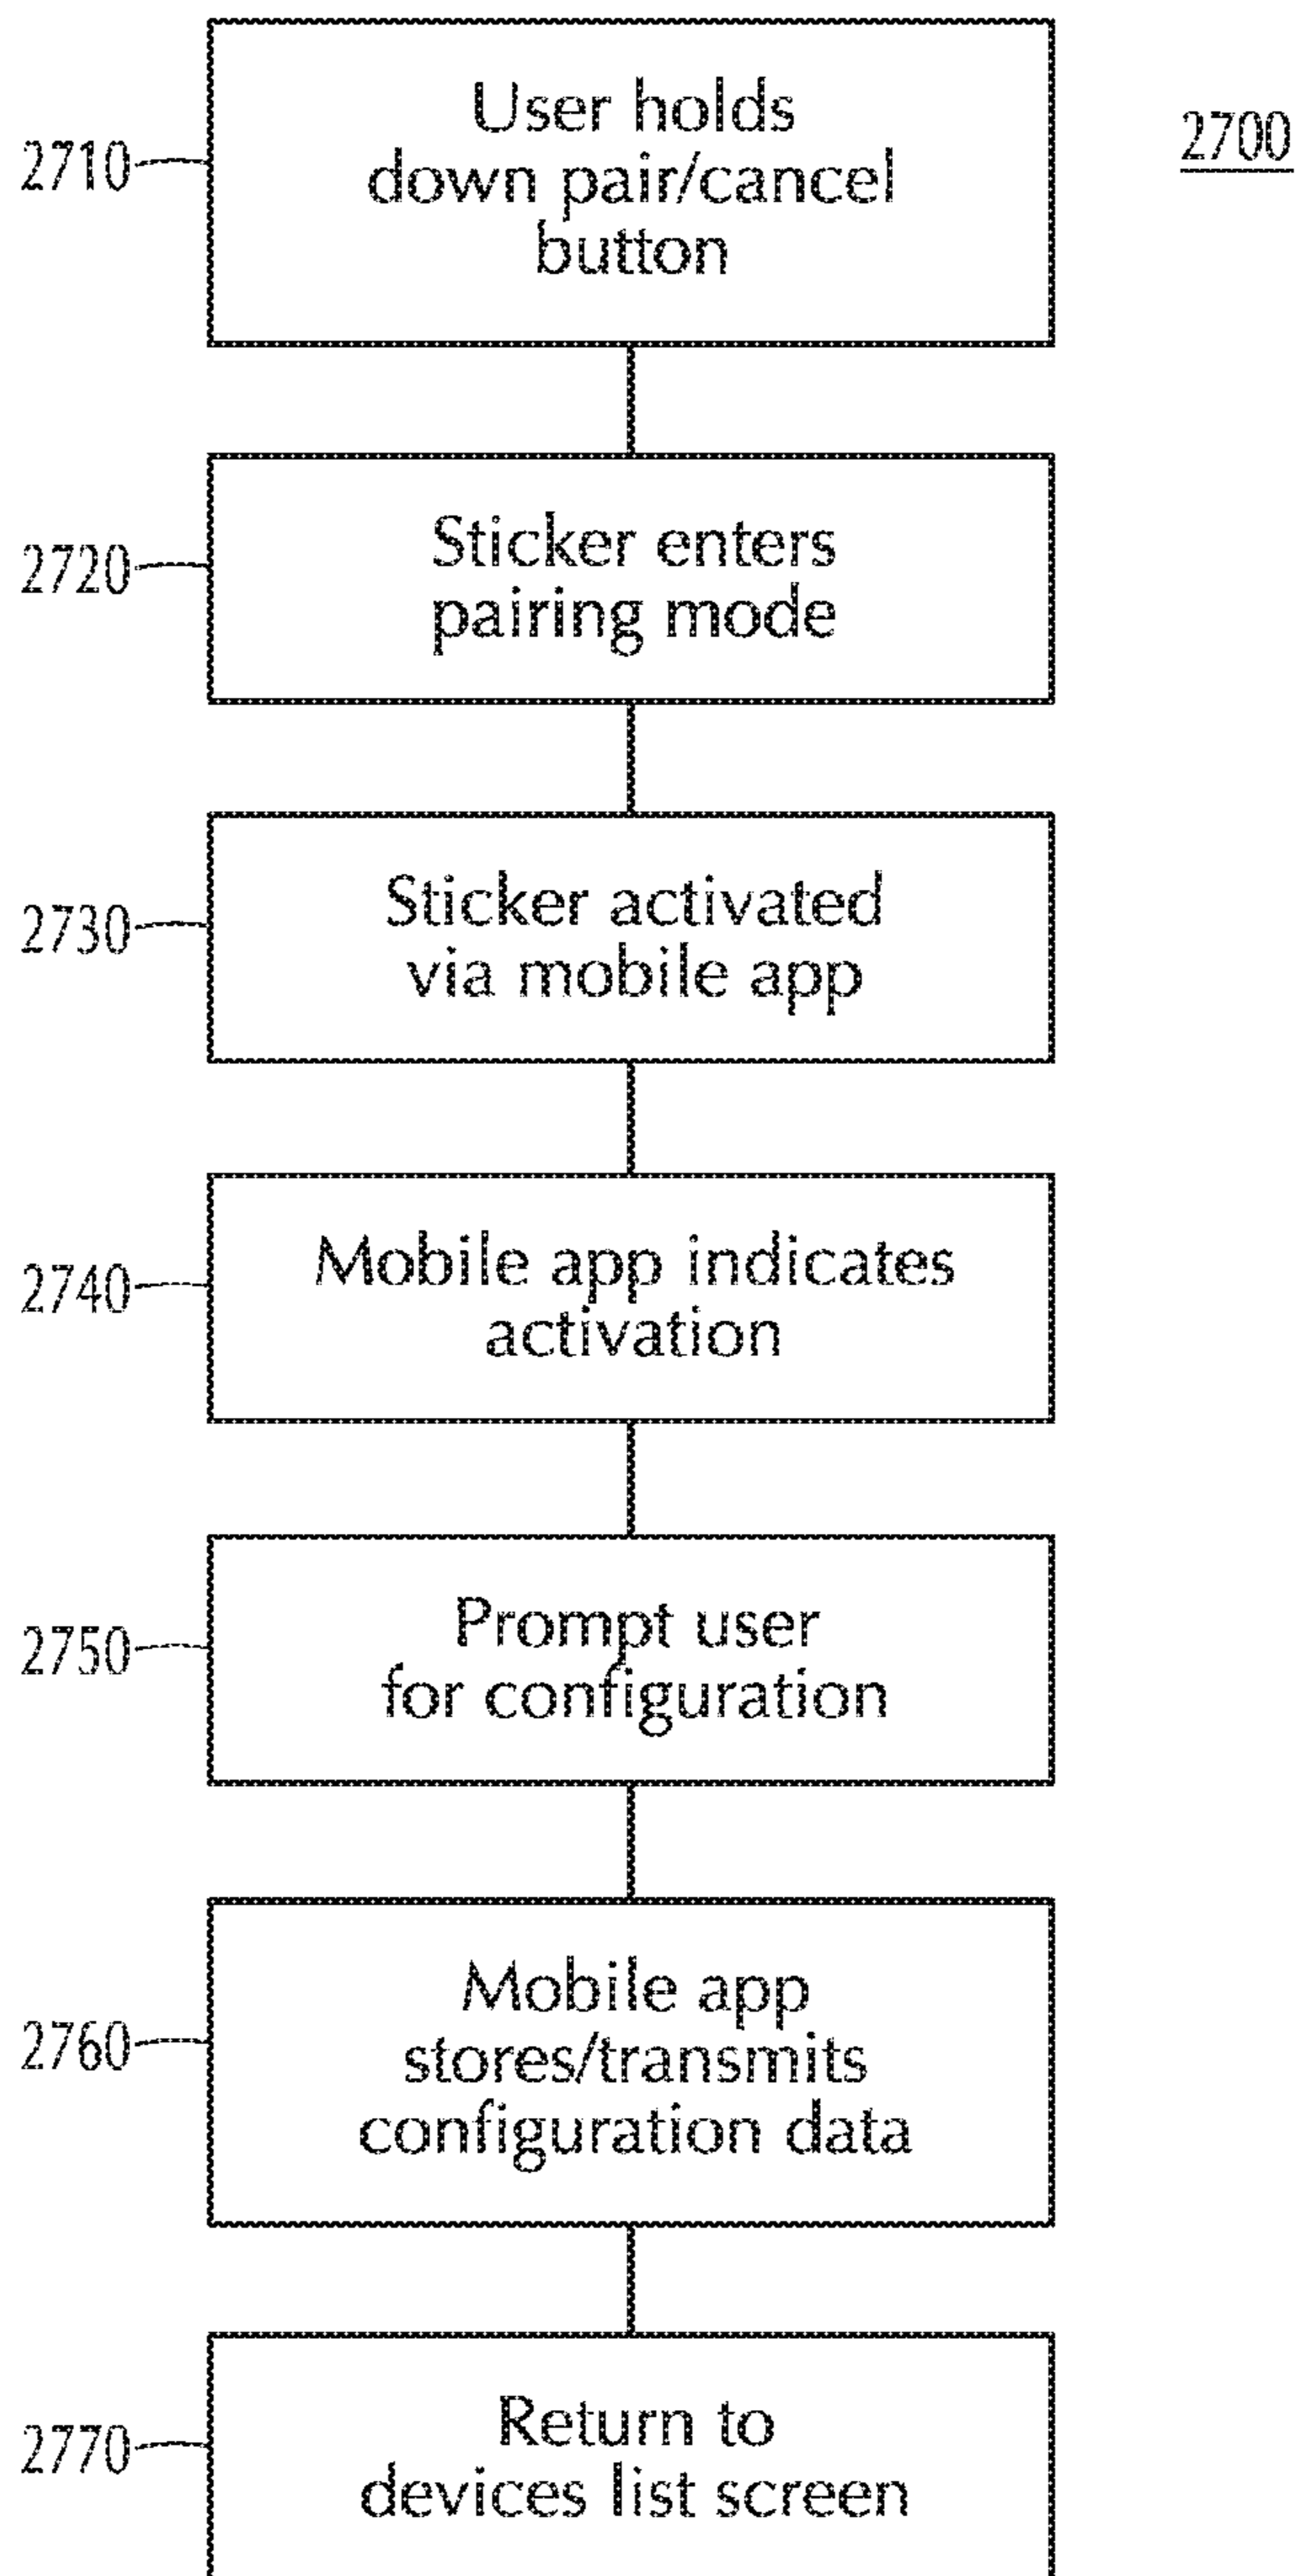 2700
2710
User holds
down pair/cancel
button
2720
Sticker enters
pairing mode
2730
Sticker activated
via mobile app
2740
Mobile app indicates
activation
2750
Prompt user
for configuration
2760
Mobile app
stores/transmits
configuration data
2770
Return to
devices list screen